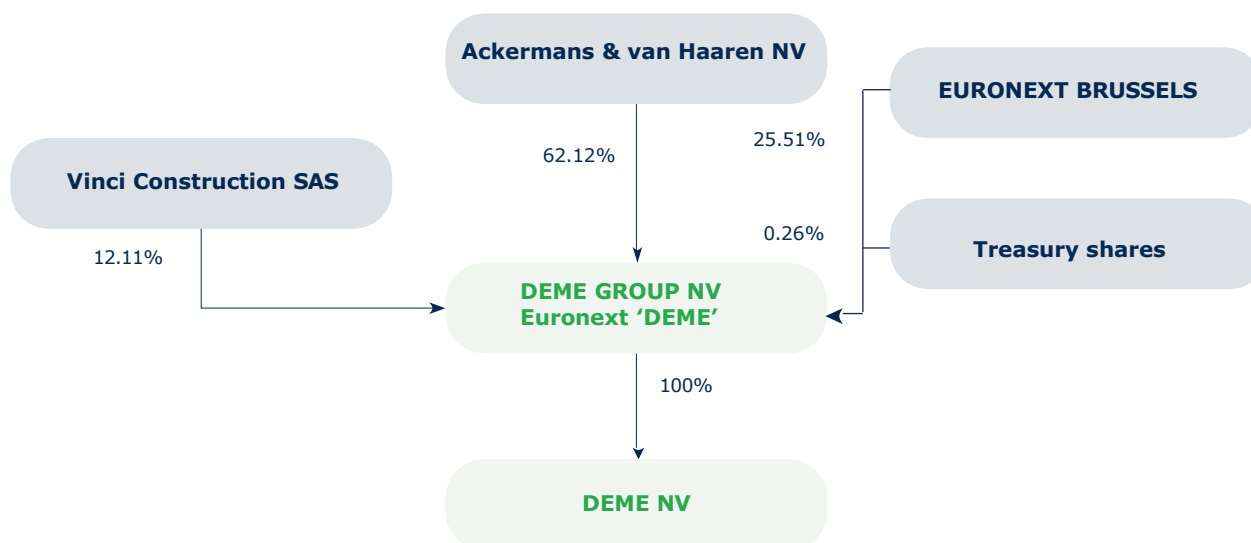 Ackermans & van Haaren NV
EURONEXT BRUSSELS
25.51%
62.12%
Vinci Construction SAS
0.26%
Treasury shares
12.11%
DEME GROUP NV
Euronext ‘DEME’
100%
DEME NV